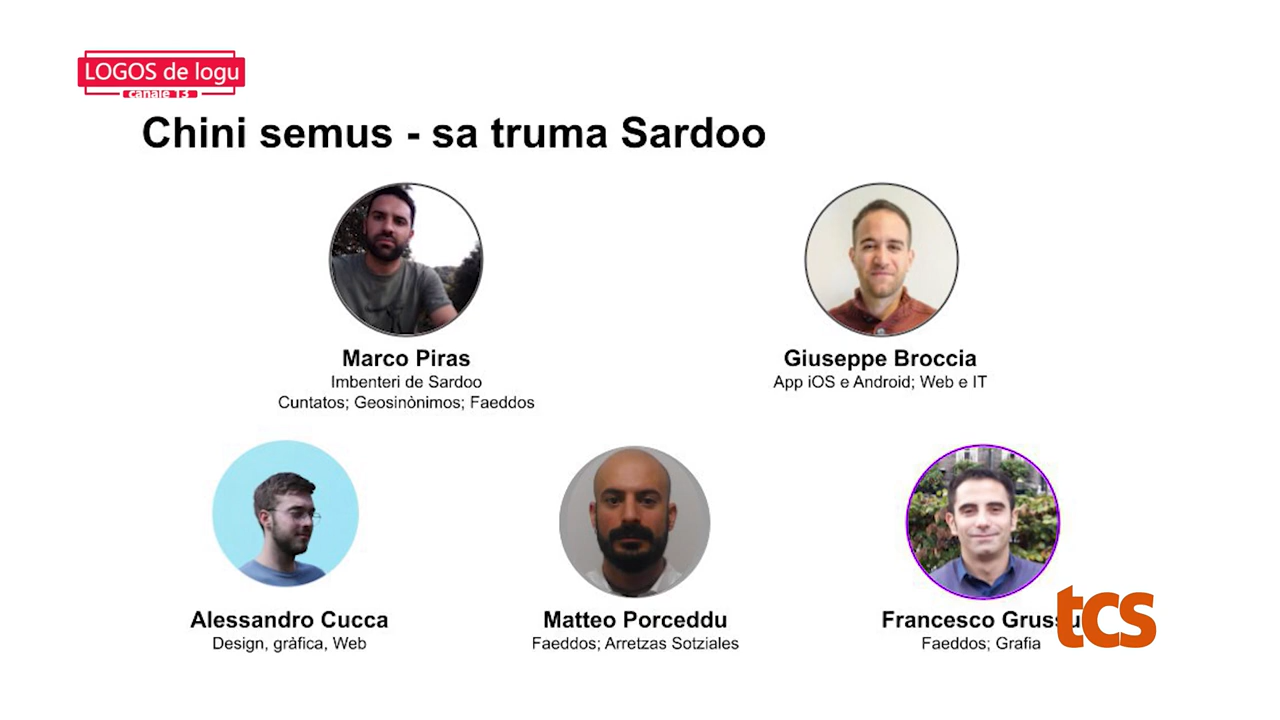 LOGOS de logu
canale 13
Chini semus - sa truma Sardoo
Marco Piras
Imbenteri de Sardoo
Cuntatos; Geosinònimos; Faeddos
Giuseppe Broccia
App iOS e Android; Web e IT
Alessandro Cucca
Design, gràfica, Web
Matteo Porceddu
Faeddos; Arretzas Sotziales
Francesco Grussu
Faeddos; Grafia
tcs